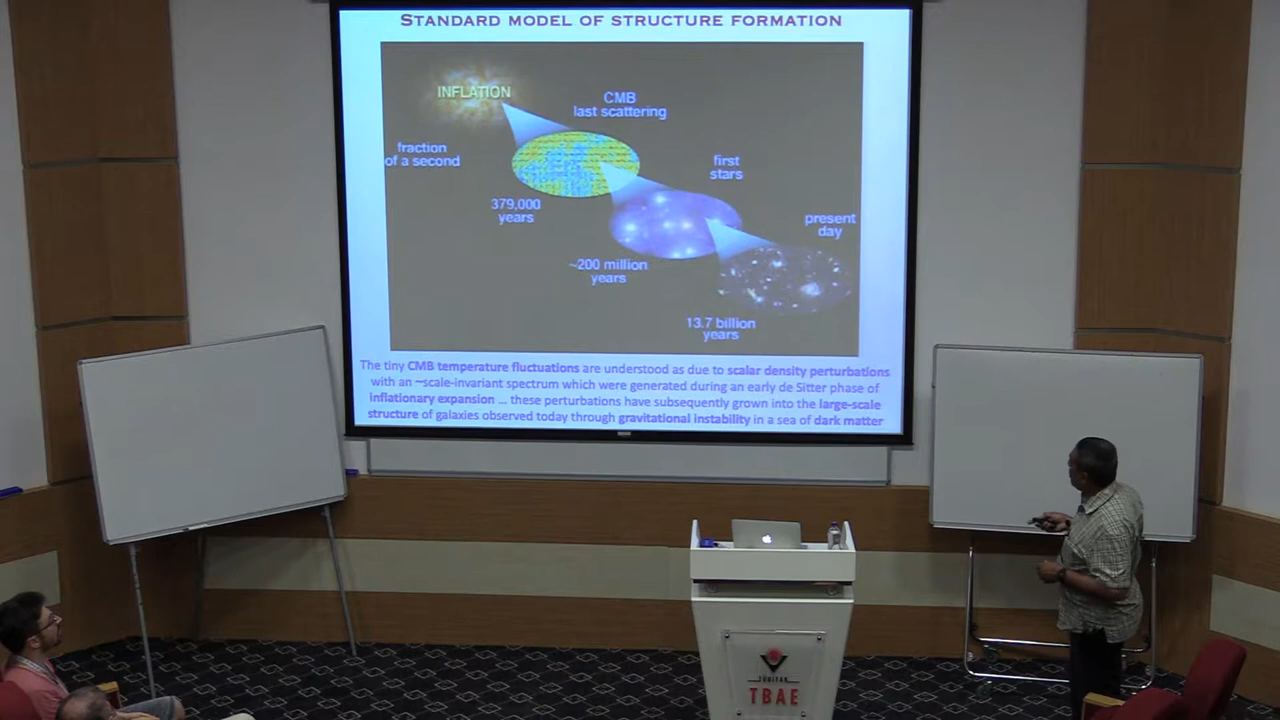 STANDARD MODEL OF STRUCTURE FORMATION
INFLATION
CMB
last scattering
fraction
of a second
first
stars
379,000
years
present
day
~200 million
years
13.7 billion
years
The tiny CMB temperature fluctuations are understood as due to scalar density perturbations
with an ~scale-invariant spectrum which were generated during an early de Sitter phase of
inflationary expansion ... these perturbations have subsequently grown into the large-scale
structure of galaxies observed today through gravitational instability in a sea of dark matter
TÜBİTAK
TBAE